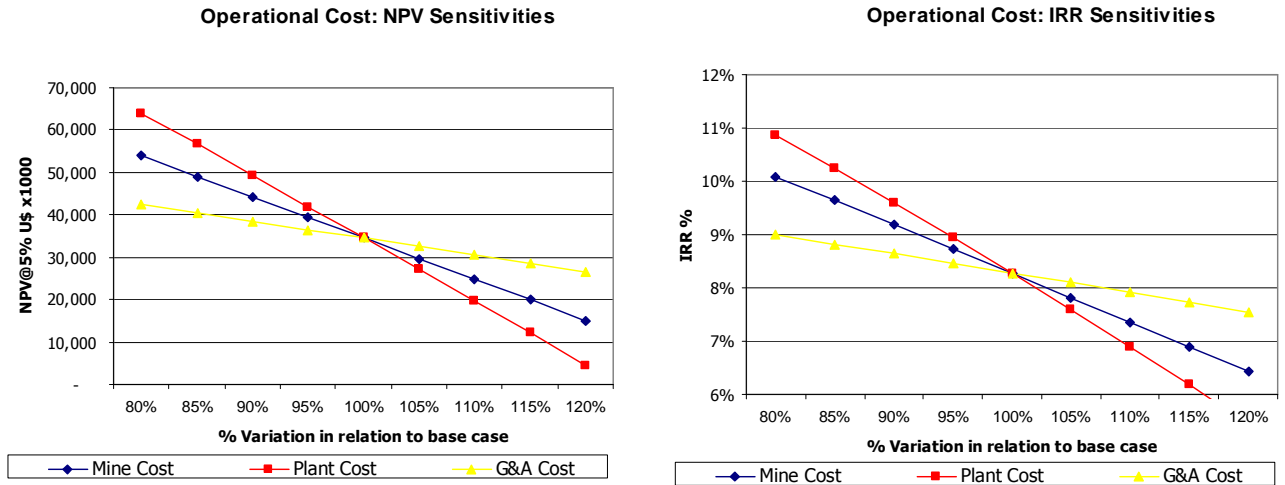 Operational Cost: NPV Sensitivities
NPV@5% U$ x1000
70,000
60,000
50,000
40,000
30,000
20,000
10,000
-
80% 85% 90% 95% 100% 105% 110% 115% 120%
% Variation in relation to base case
Mine Cost Plant Cost G&A Cost
Operational Cost: IRR Sensitivities
IRR %
12%
11%
10%
9%
8%
7%
6%
80% 85% 90% 95% 100% 105% 110% 115% 120%
% Variation in relation to base case
Mine Cost Plant Cost G&A Cost